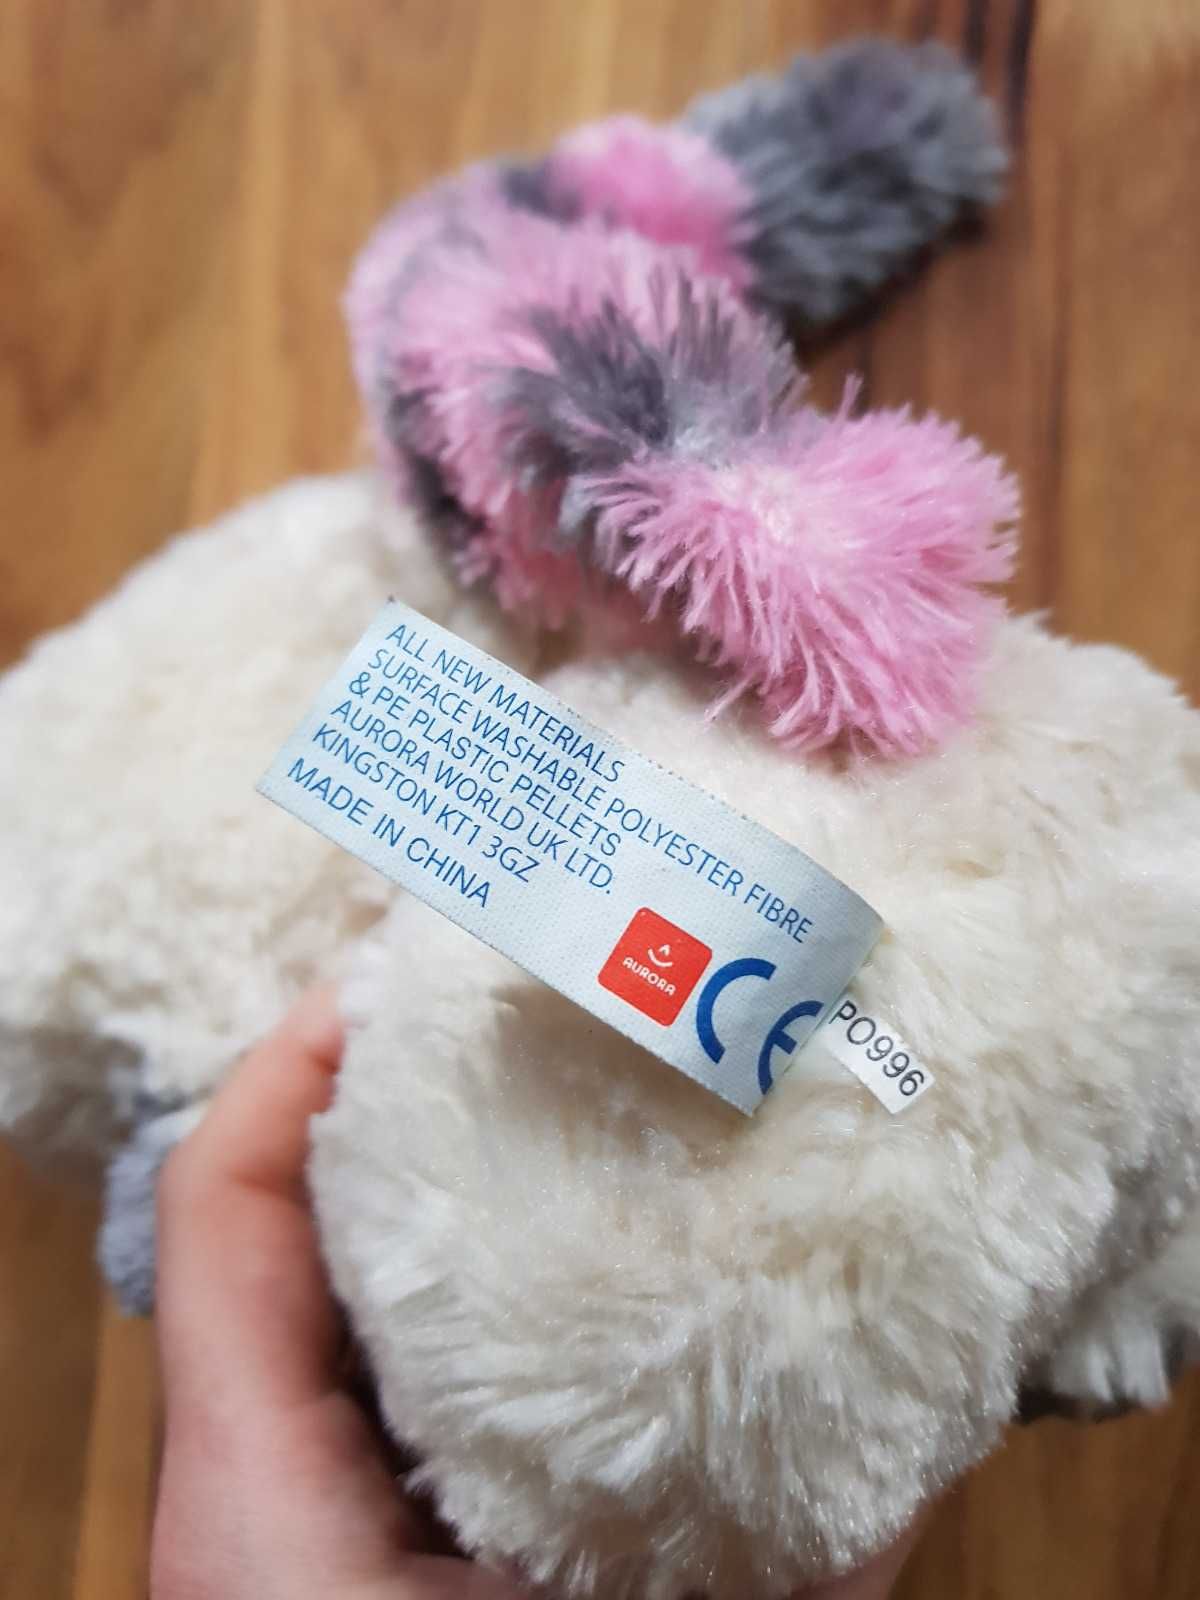 ALL NEW MATERIALS
SURFACE WASHABLE POLYESTER FIBRE
& PE PLASTIC PELLETS
AURORA WORLD UK LTD.
KINGSTON KT1 3GZ
MADE IN CHINA
AURORA
CE
PO996